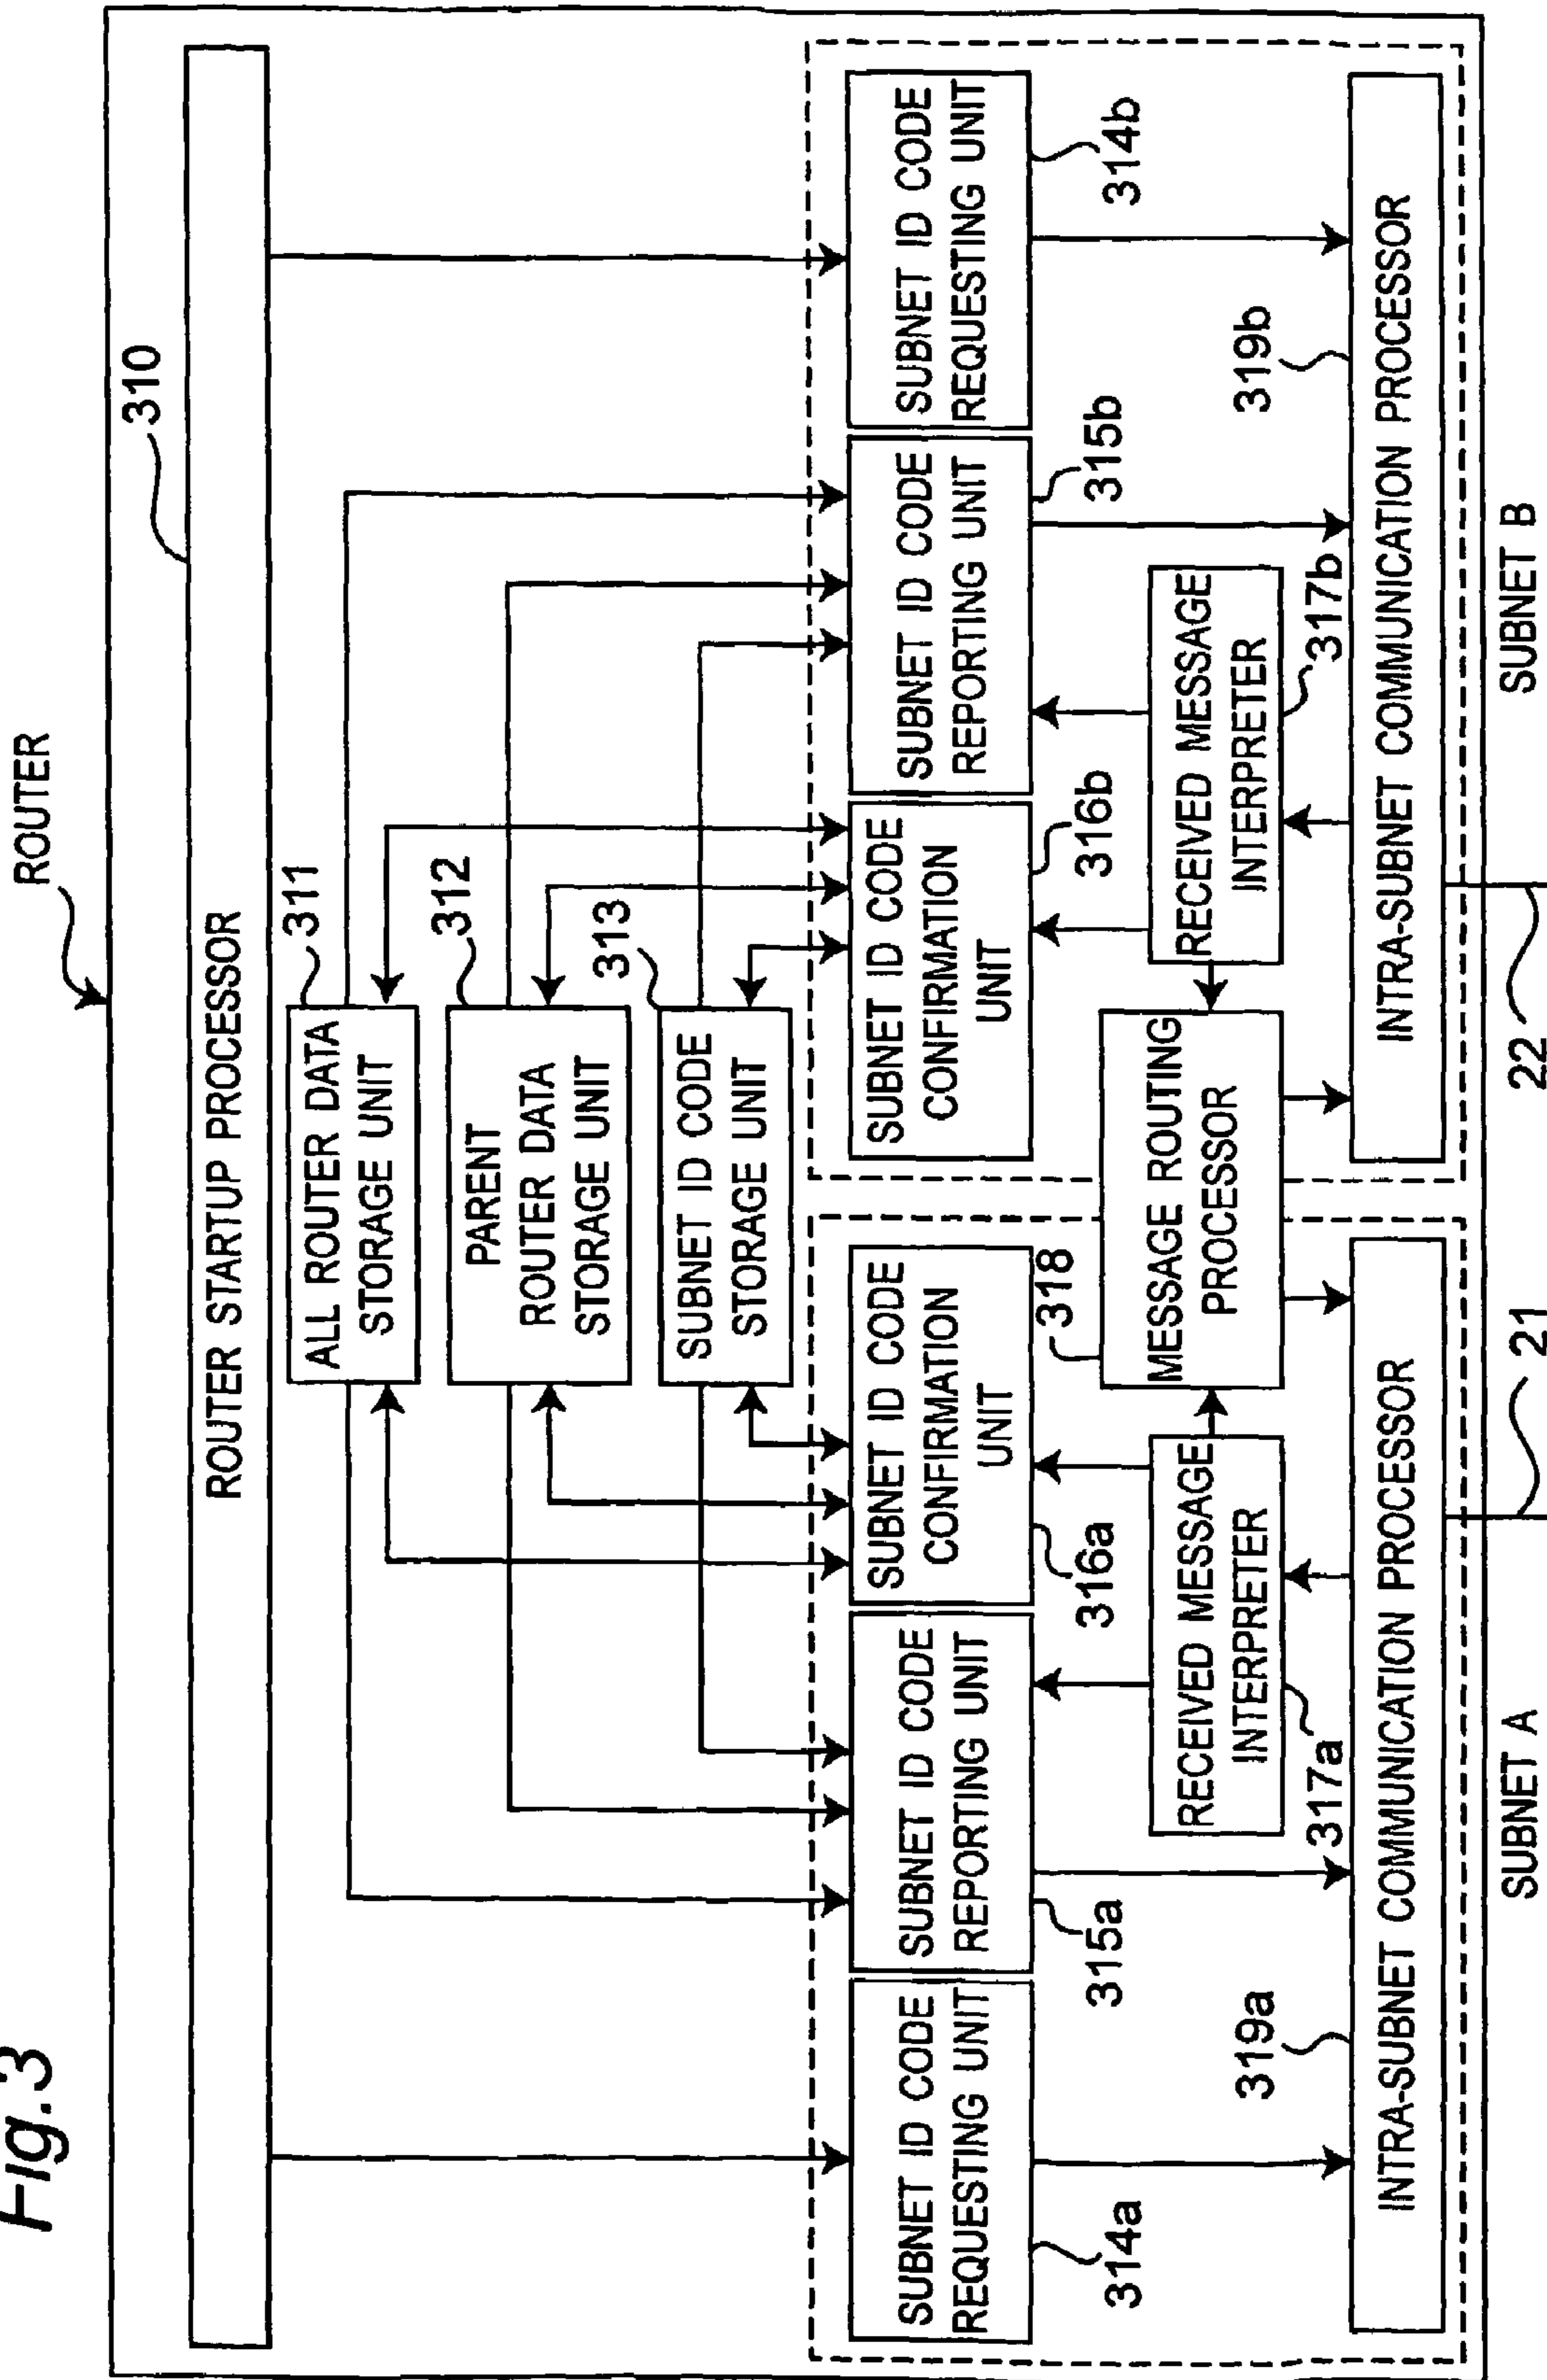 Fig.3
ROUTER
310
ROUTER STARTUP PROCESSOR
311
ALL ROUTER DATA
STORAGE UNIT
312
PARENT
ROUTER DATA
STORAGE UNIT
313
SUBNET ID CODE
STORAGE UNIT
SUBNET ID CODE
REQUESTING UNIT
314a
SUBNET ID CODE
REPORTING UNIT
315a
SUBNET ID CODE
CONFIRMATION
UNIT
316a
RECEIVED MESSAGE
INTERPRETER
317a
318
MESSAGE ROUTING
PROCESSOR
319a
INTRA-SUBNET COMMUNICATION PROCESSOR
SUBNET A
21
SUBNET ID CODE
CONFIRMATION
UNIT
316b
SUBNET ID CODE
REPORTING UNIT
315b
SUBNET ID CODE
REQUESTING UNIT
314b
RECEIVED MESSAGE
INTERPRETER
317b
319b
INTRA-SUBNET COMMUNICATION PROCESSOR
22
SUBNET B